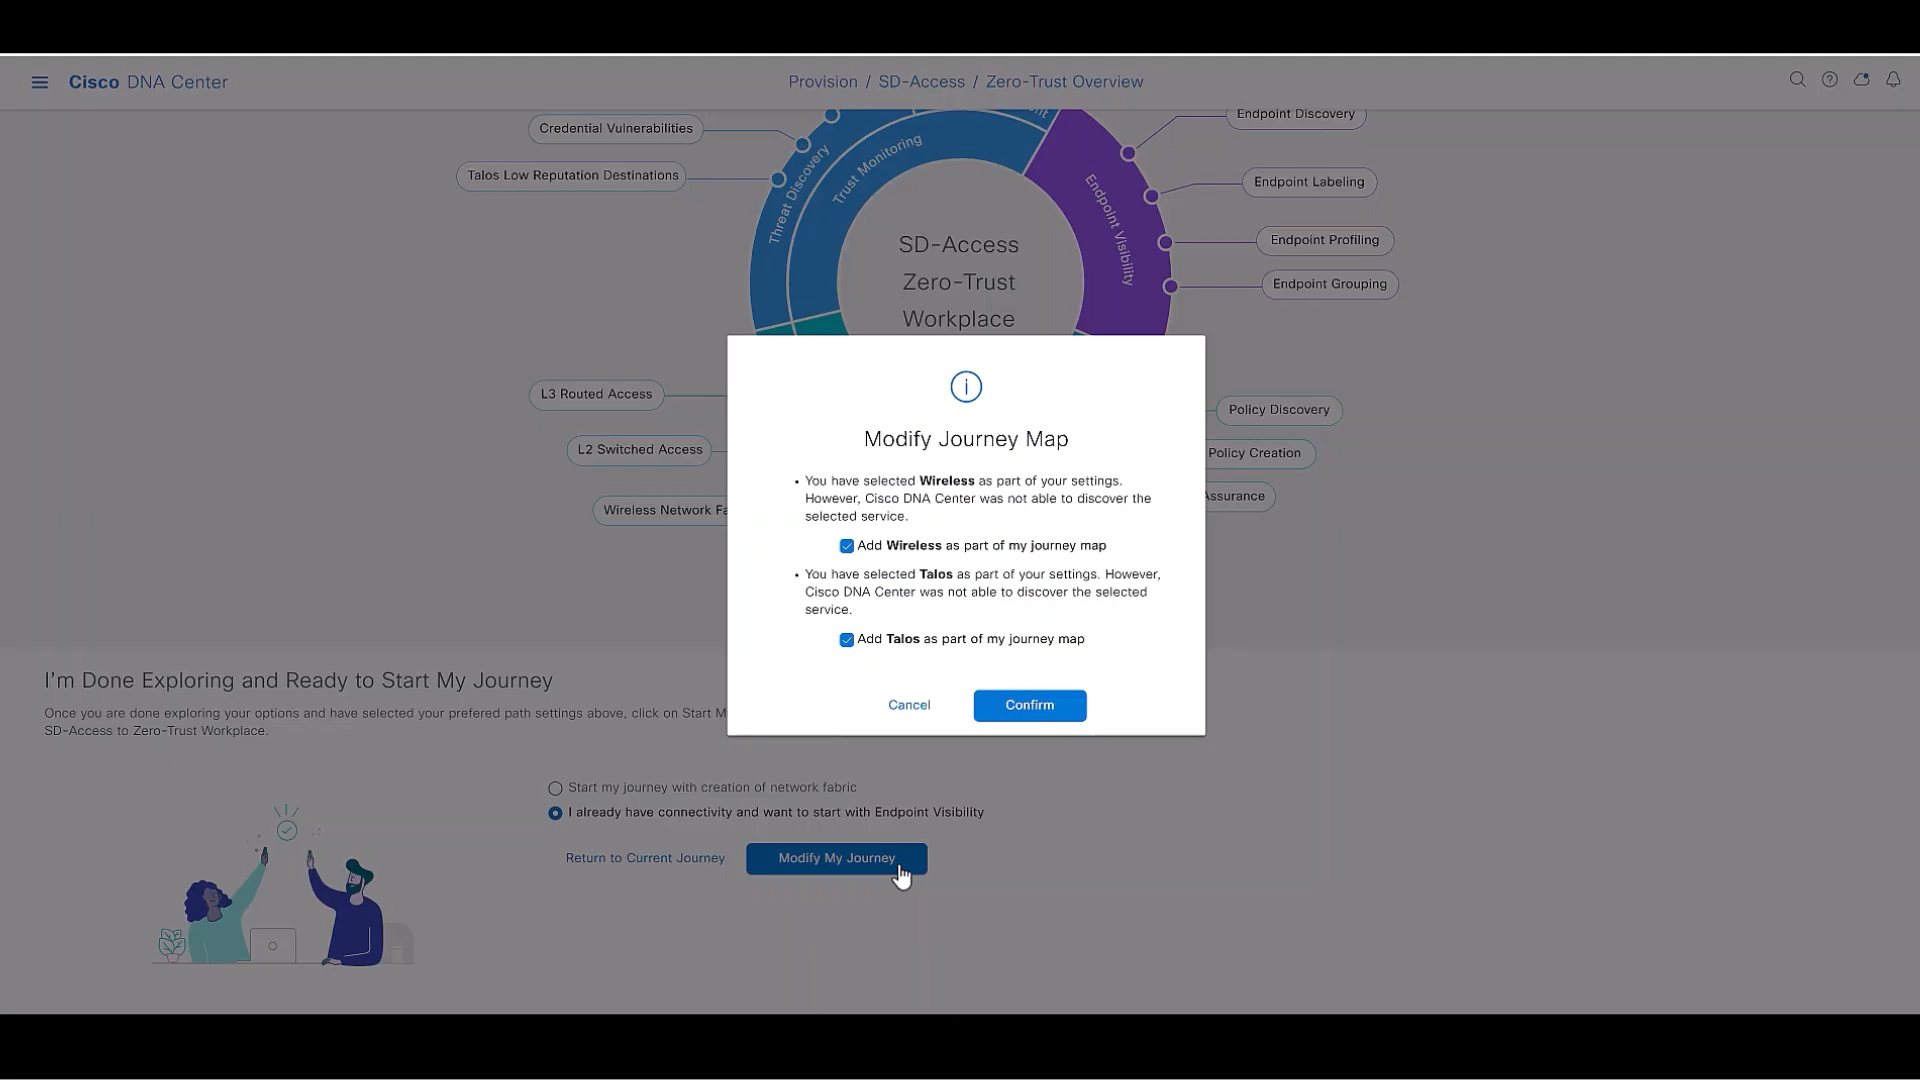 Cisco DNA Center
Provision / SD-Access / Zero-Trust Overview
Credential Vulnerabilities
Talos Low Reputation Destinations
Threat Discovery
Trust Monitoring
Endpoint Visibility
Endpoint Discovery
Endpoint Labeling
Endpoint Profiling
Endpoint Grouping
SD-Access
Zero-Trust
Workplace
L3 Routed Access
L2 Switched Access
Wireless Network Fa
Policy Discovery
Policy Creation
Assurance
Modify Journey Map
• You have selected Wireless as part of your settings.
However, Cisco DNA Center was not able to discover the
selected service.
Add Wireless as part of my journey map
• You have selected Talos as part of your settings. However,
Cisco DNA Center was not able to discover the selected
service.
Add Talos as part of my journey map
Cancel
Confirm
I'm Done Exploring and Ready to Start My Journey
Once you are done exploring your options and have selected your prefered path settings above, click on Start M
SD-Access to Zero-Trust Workplace.
Start my journey with creation of network fabric
I already have connectivity and want to start with Endpoint Visibility
Return to Current Journey
Modify My Journey